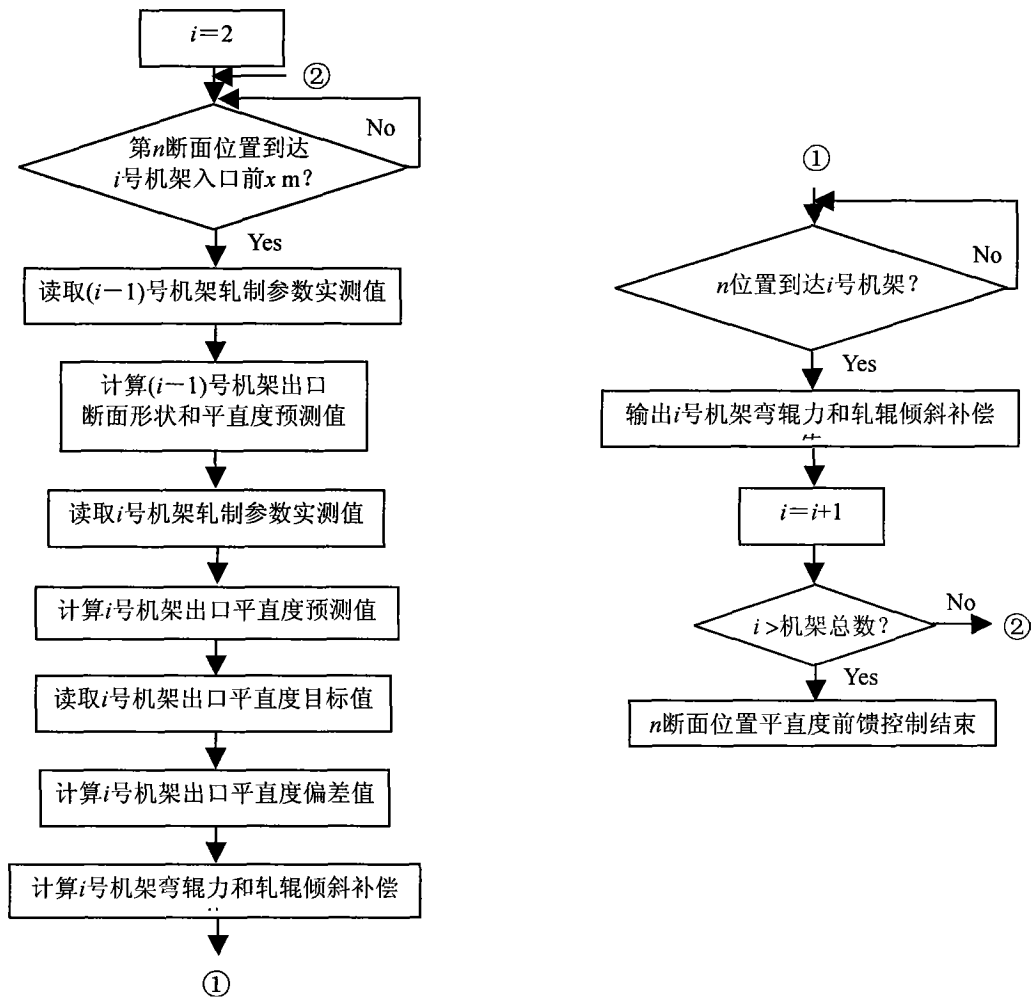 i=2
②
No
第n断面位置到达
i号机架入口前x m?
Yes
读取(i-1)号机架轧制参数实测值
计算(i-1)号机架出口
断面形状和平直度预测值
读取i号机架轧制参数实测值
计算i号机架出口平直度预测值
读取i号机架出口平直度目标值
计算i号机架出口平直度偏差值
计算i号机架弯辊力和轧辊倾斜补偿
①
①
No
n位置到达i号机架?
Yes
输出i号机架弯辊力和轧辊倾斜补偿
i=i+1
No
i>机架总数?
②
Yes
n断面位置平直度前馈控制结束